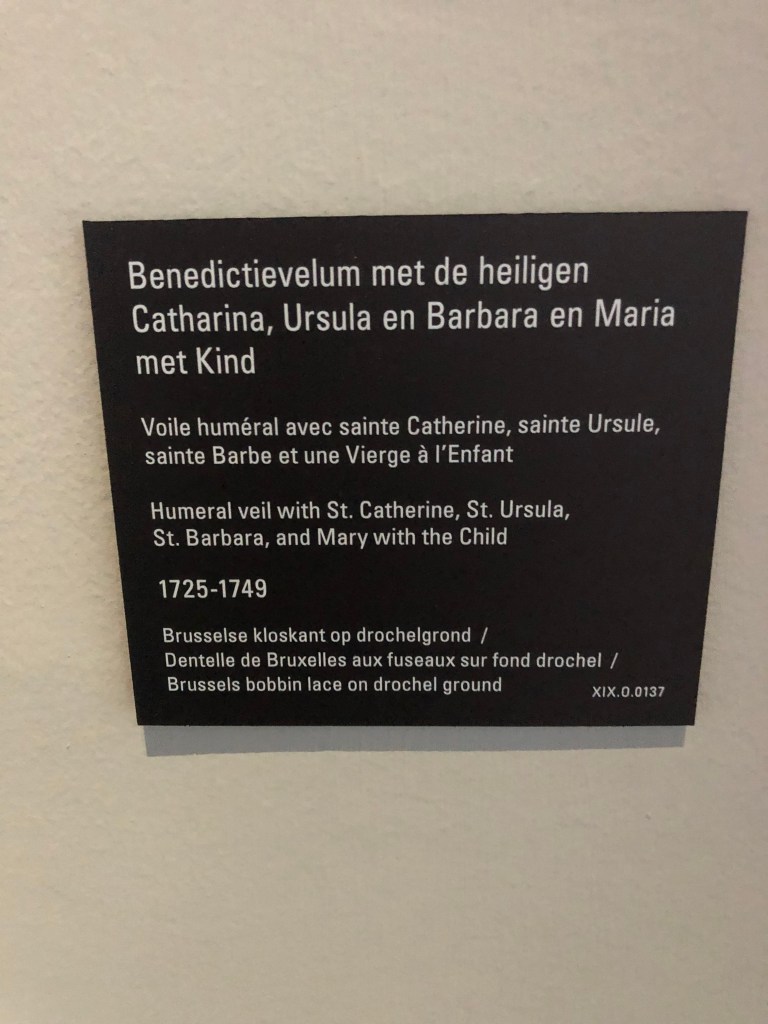 Benedictievelum met de heiligen
Catharina, Ursula en Barbara en Maria
met Kind
Voile huméral avec sainte Catherine, sainte Ursule,
sainte Barbe et une Vierge à l'Enfant
Humeral veil with St. Catherine, St. Ursula,
St. Barbara, and Mary with the Child
1725-1749
Brusselse kloskant op drochelgrond /
Dentelle de Bruxelles aux fuseaux sur fond drochel /
Brussels bobbin lace on drochel ground
XIX.O.0137